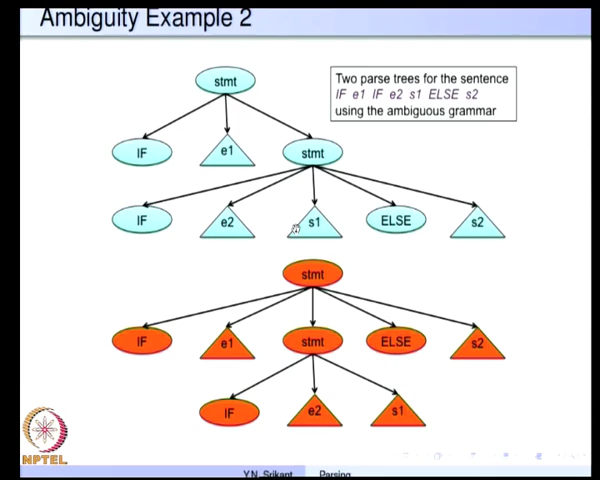 Ambiguity Example 2
stmt
Two parse trees for the sentence
IF e1 IF e2 s1 ELSE s2
using the ambiguous grammar
IF e1 stmt
IF e2 s1 ELSE s2
stmt
IF e1 stmt ELSE s2
IF e2 s1
NPTEL
Y.N. Srikant Parsing